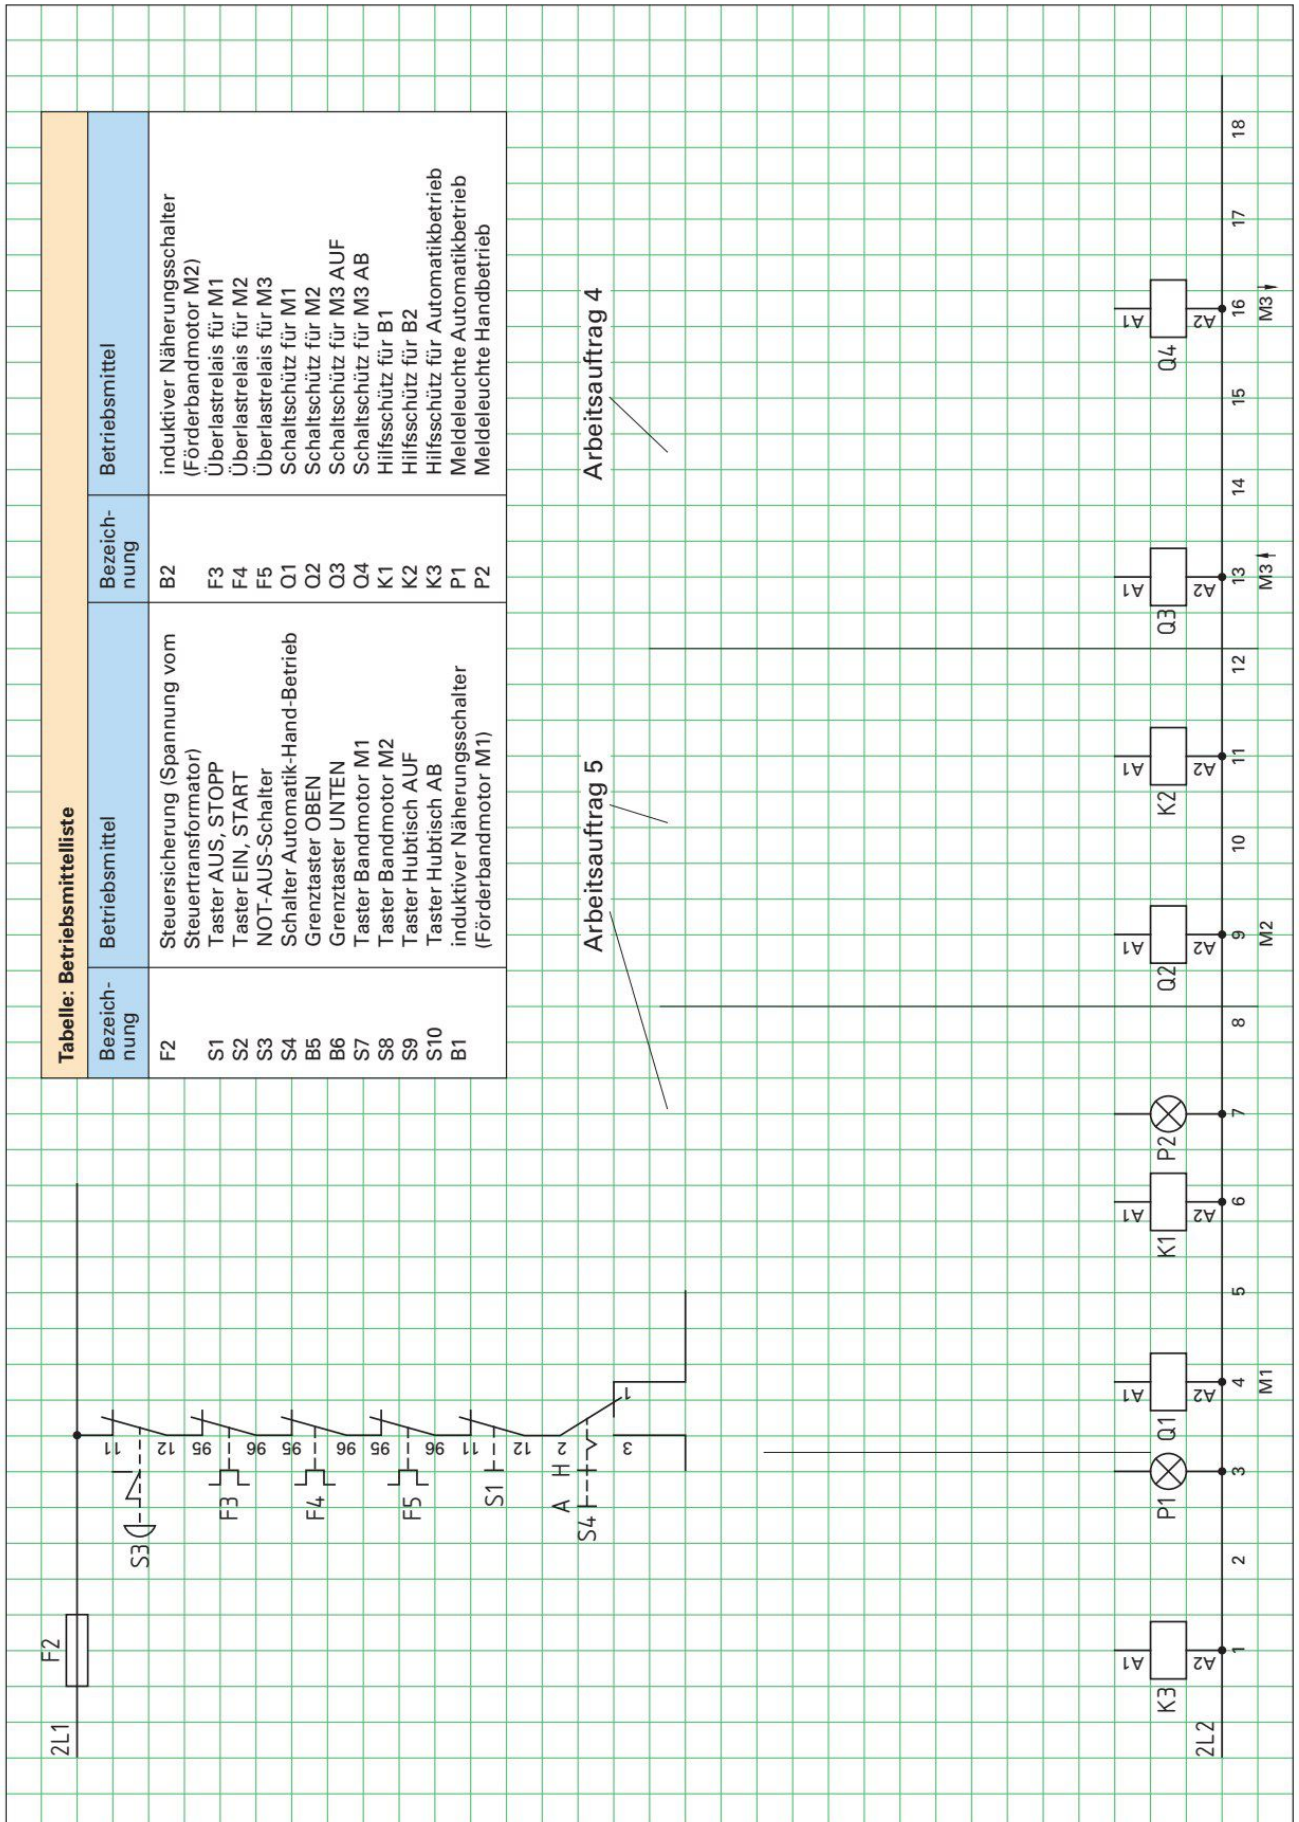 Tabelle: Betriebsmittelliste
Bezeich-
nung
Betriebsmittel
Bezeich-
nung
Betriebsmittel
F2
Steuersicherung (Spannung vom
Steuertransformator)
S1
Taster AUS, STOPP
S2
Taster EIN, START
S3
NOT-AUS-Schalter
S4
Schalter Automatik-Hand-Betrieb
B5
Grenztaster OBEN
B6
Grenztaster UNTEN
S7
Taster Bandmotor M1
S8
Taster Bandmotor M2
S9
Taster Hubtisch AUF
S10
Taster Hubtisch AB
B1
induktiver Näherungsschalter
(Förderbandmotor M1)
B2
induktiver Näherungsschalter
(Förderbandmotor M2)
F3
Überlastrelais für M1
F4
Überlastrelais für M2
F5
Überlastrelais für M3
Q1
Schaltschütz für M1
Q2
Schaltschütz für M2
Q3
Schaltschütz für M3 AUF
Q4
Schaltschütz für M3 AB
K1
Hilfsschütz für B1
K2
Hilfsschütz für B2
K3
Hilfsschütz für Automatikbetrieb
P1
Meldeleuchte Automatikbetrieb
P2
Meldeleuchte Handbetrieb
2L1
F2
S3
11
12
F3
95
96
F4
95
96
F5
95
96
S1
11
12
S4
A H
2
3
1
Arbeitsauftrag 5
Arbeitsauftrag 4
K3
A1
A2
P1
Q1
A1
A2
K1
A1
A2
P2
Q2
A1
A2
K2
A1
A2
Q3
A1
A2
Q4
A1
A2
2L2
1 2 3 4 5 6 7 8 9 10 11 12 13 14 15 16 17 18
M1
M2
M3
M3